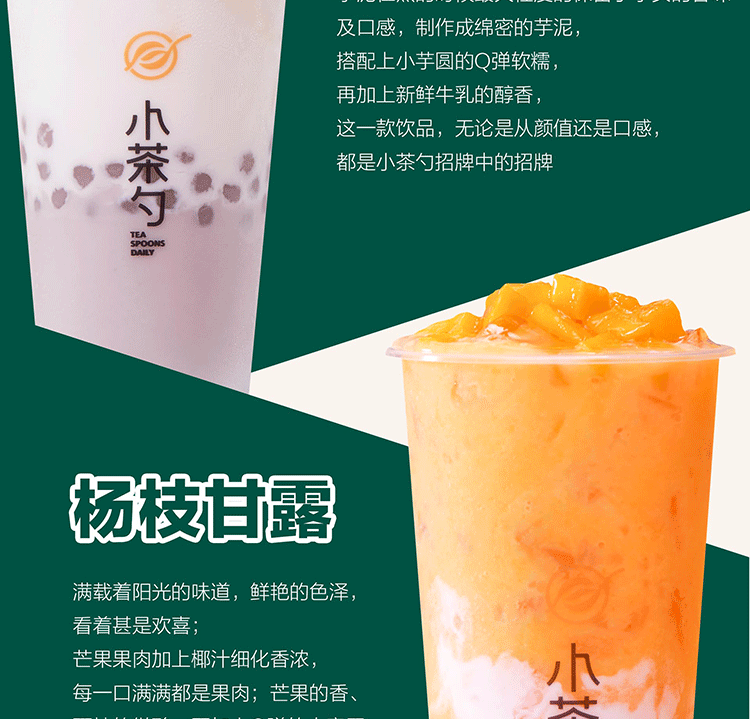 及口感，制作成绵密的芋泥，
搭配上小芋圆的Q弹软糯，
再加上新鲜牛乳的醇香，
这一款饮品，无论是从颜值还是口感，
都是小茶勺招牌中的招牌
小茶勺
TEA
SPOONS
DAILY
杨枝甘露
满载着阳光的味道，鲜艳的色泽，
看着甚是欢喜；
芒果果肉加上椰汁细化香浓，
每一口满满都是果肉；芒果的香、
小茶